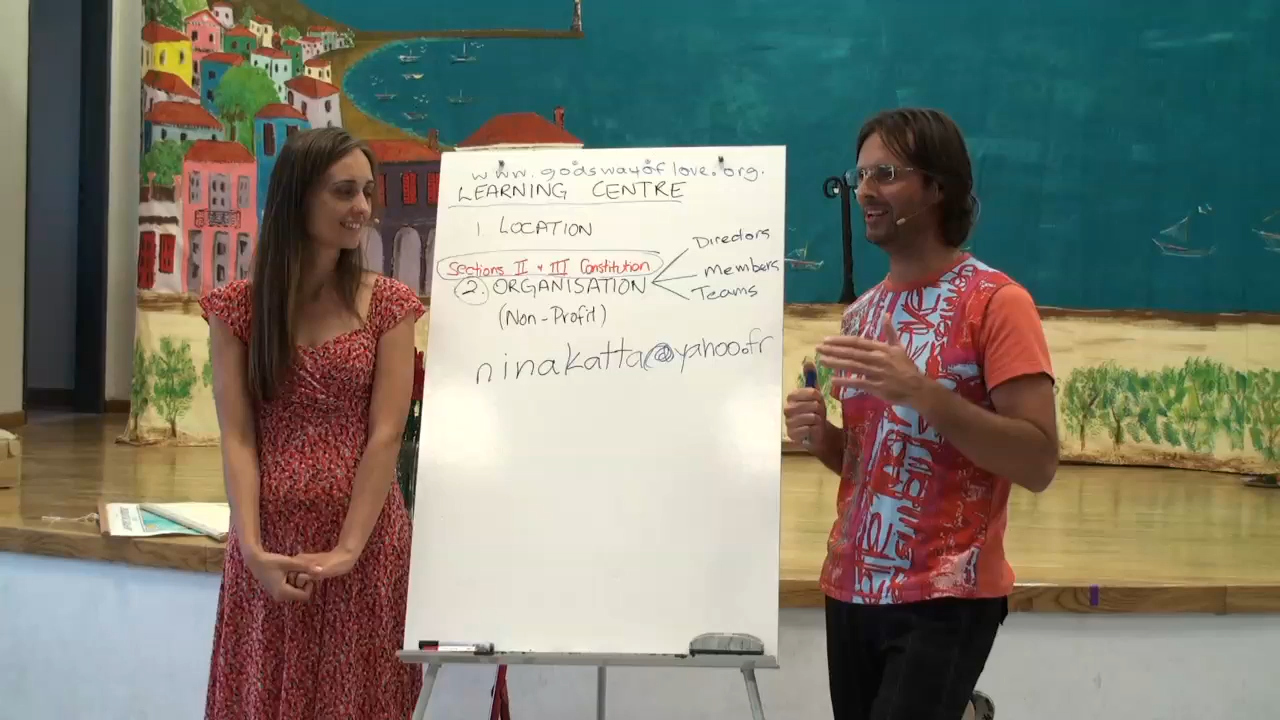 www.godswayoflove.org.
LEARNING CENTRE
1. LOCATION
Sections II + III Constitution
2. ORGANISATION
Directors
Members
Teams
(Non-Profit)
ninakatta@yahoo.fr